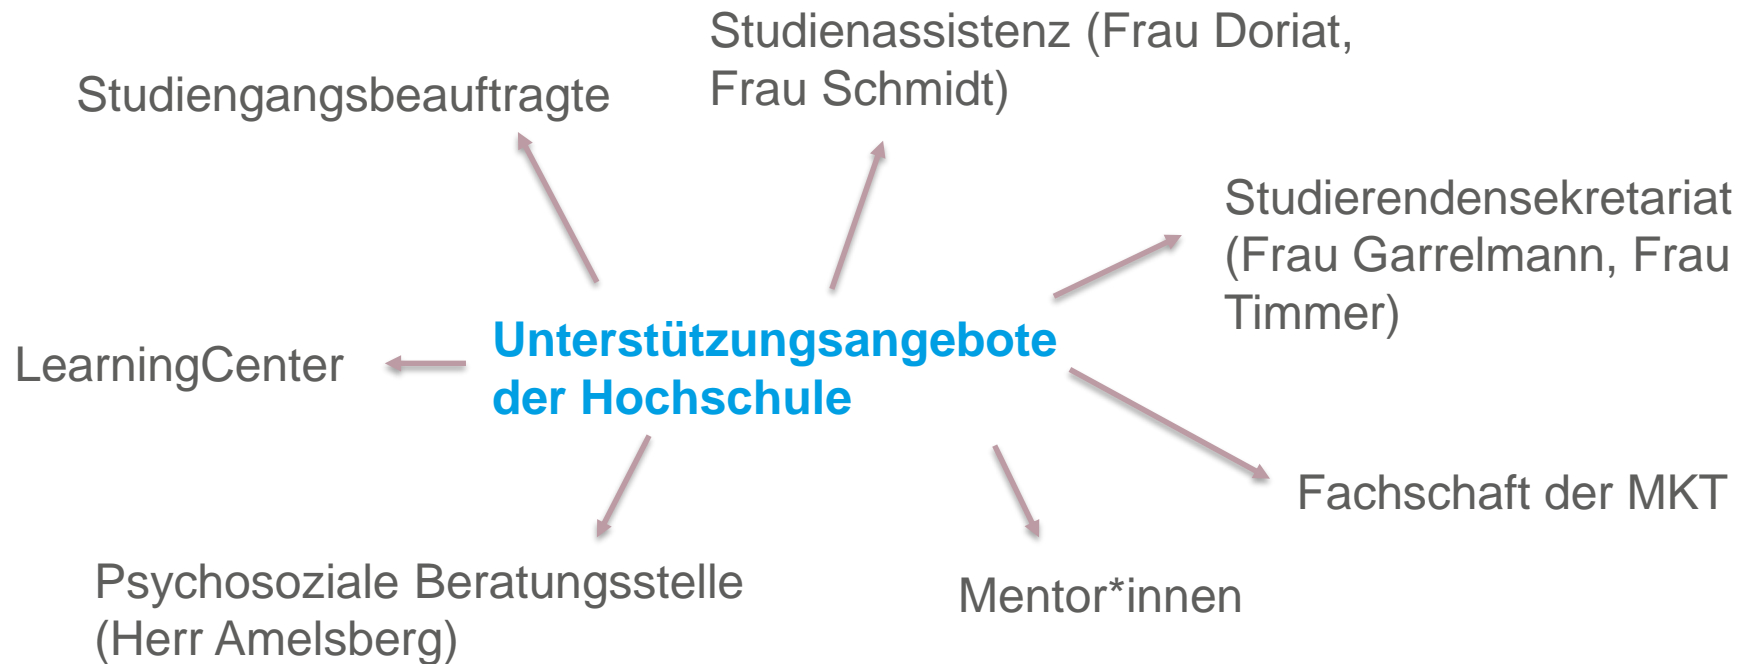 Studienassistenz (Frau Doriat,
Frau Schmidt)
Studiengangsbeauftragte
Studierendensekretariat
(Frau Garrelmann, Frau
Timmer)
Unterstützungsangebote
der Hochschule
LearningCenter
Fachschaft der MKT
Psychosoziale Beratungsstelle
(Herr Amelsberg)
Mentor*innen